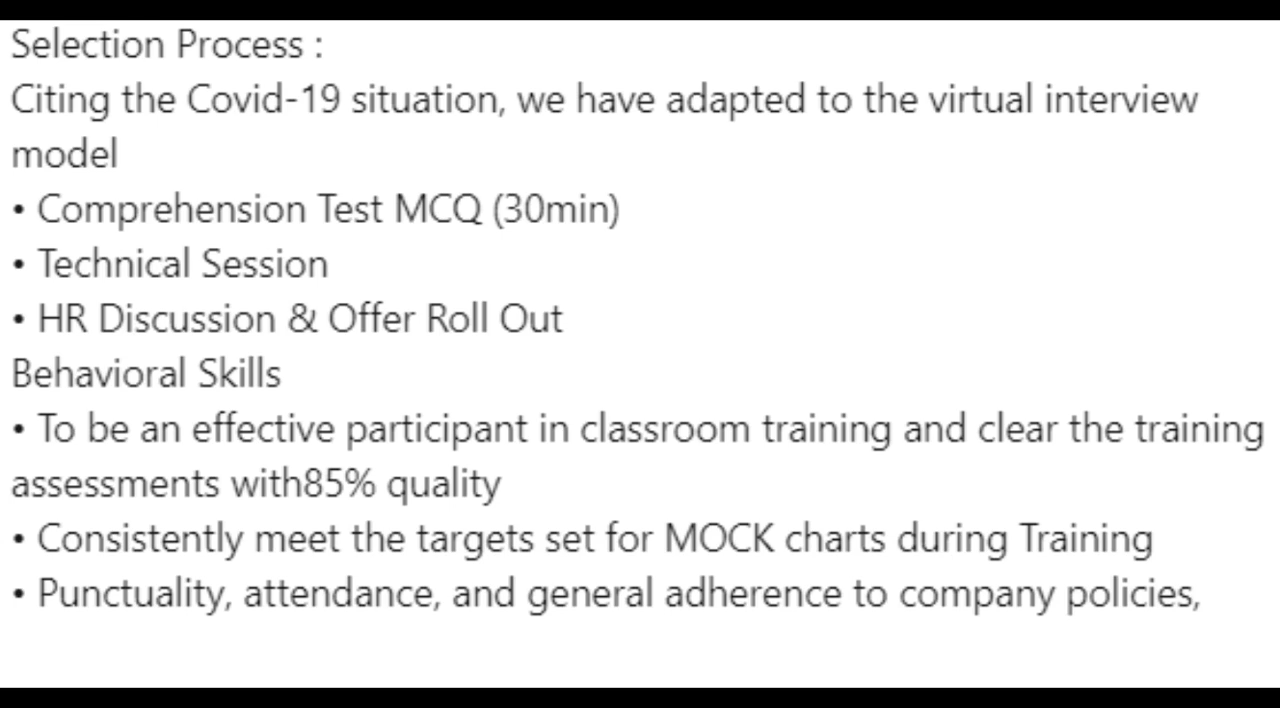 Selection Process :
Citing the Covid-19 situation, we have adapted to the virtual interview
model
• Comprehension Test MCQ (30min)
• Technical Session
• HR Discussion & Offer Roll Out
Behavioral Skills
• To be an effective participant in classroom training and clear the training
assessments with85% quality
• Consistently meet the targets set for MOCK charts during Training
• Punctuality, attendance, and general adherence to company policies,